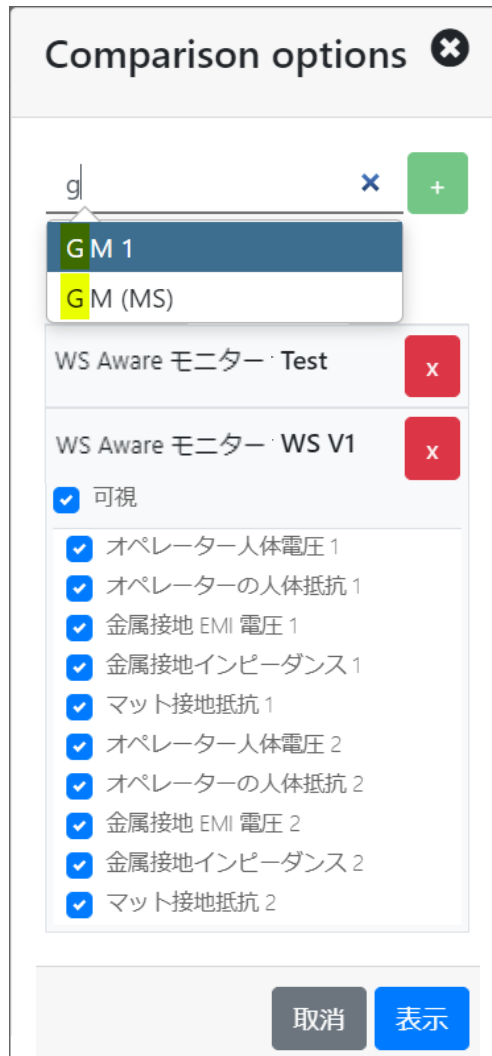 Comparison options
g
+
G M 1
G M (MS)
WS Aware モニター · Test
x
WS Aware モニター · WS V1
x
可視
オペレーター人体電圧 1
オペレーターの人体抵抗 1
金属接地 EMI 電圧 1
金属接地インピーダンス 1
マット接地抵抗 1
オペレーター人体電圧 2
オペレーターの人体抵抗 2
金属接地 EMI 電圧 2
金属接地インピーダンス 2
マット接地抵抗 2
取消
表示